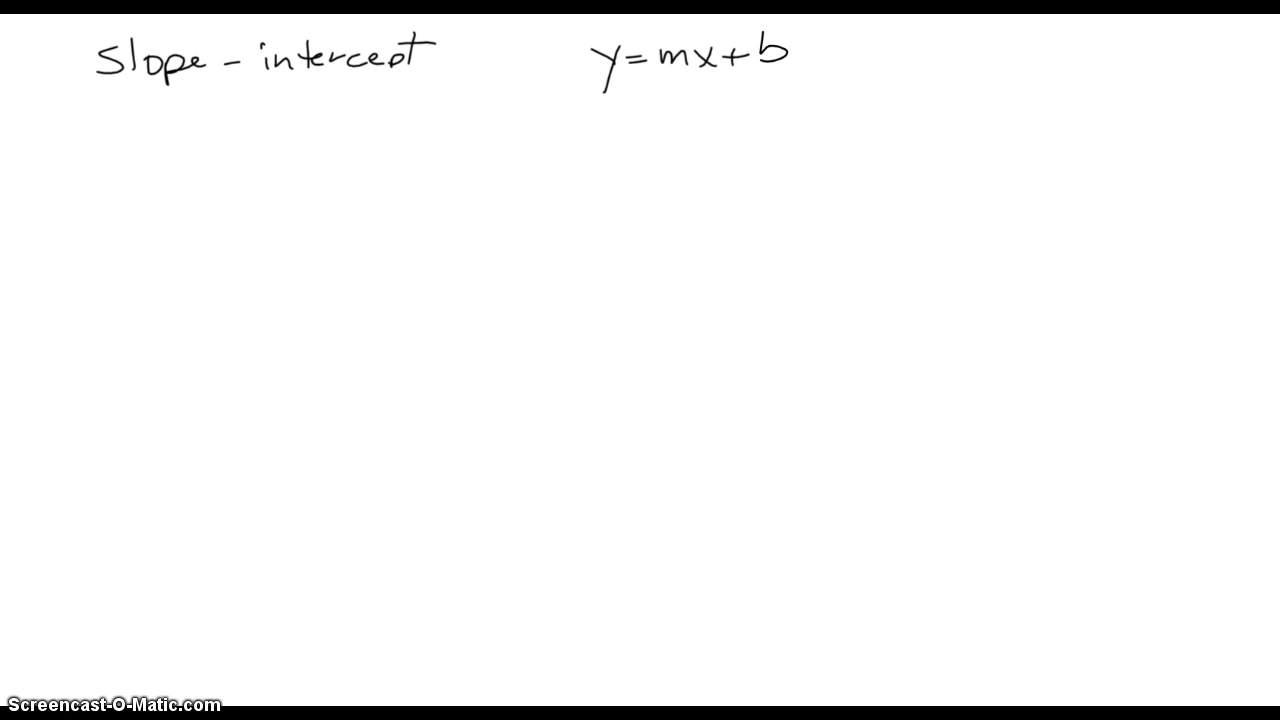 Slope - intercept y = mx + b
Screencast-O-Matic.com